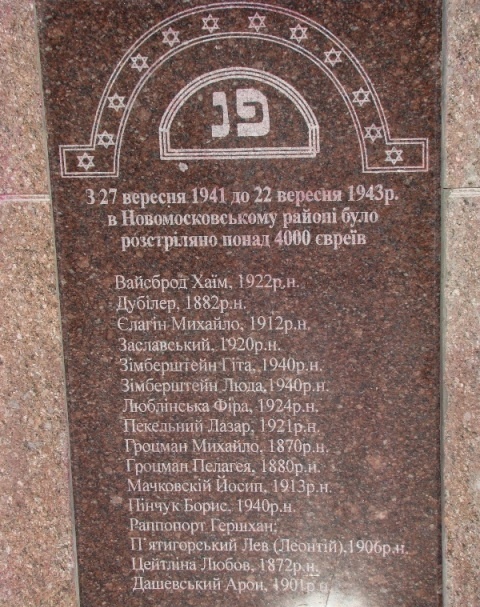 פנ
З 27 вересня 1941 до 22 вересня 1943р.
в Новомосковському районі було
розстріляно понад 4000 євреїв
Вайсброд Хаїм, 1922р.н.
Дубілер, 1882р.н.
Єлагін Михайло, 1912р.н.
Заславський, 1920р.н.
Зімберштейн Гіта, 1940р.н.
Зімберштейн Люда,1940р.н.
Люблінська Фіра, 1924р.н.
Пекельний Лазар, 1921р.н.
Гроцман Михайло, 1870р.н.
Гроцман Пелагея, 1880р.н.
Мачковскій Йосип, 1913р.н.
Пінчук Борис, 1940р.н.
Раппопорт Гершхан;
П'ятигорський Лев (Леонтій),1906р.н.
Цейтліна Любов, 1872р.н.
Дашевський Арон, 1901р.н.